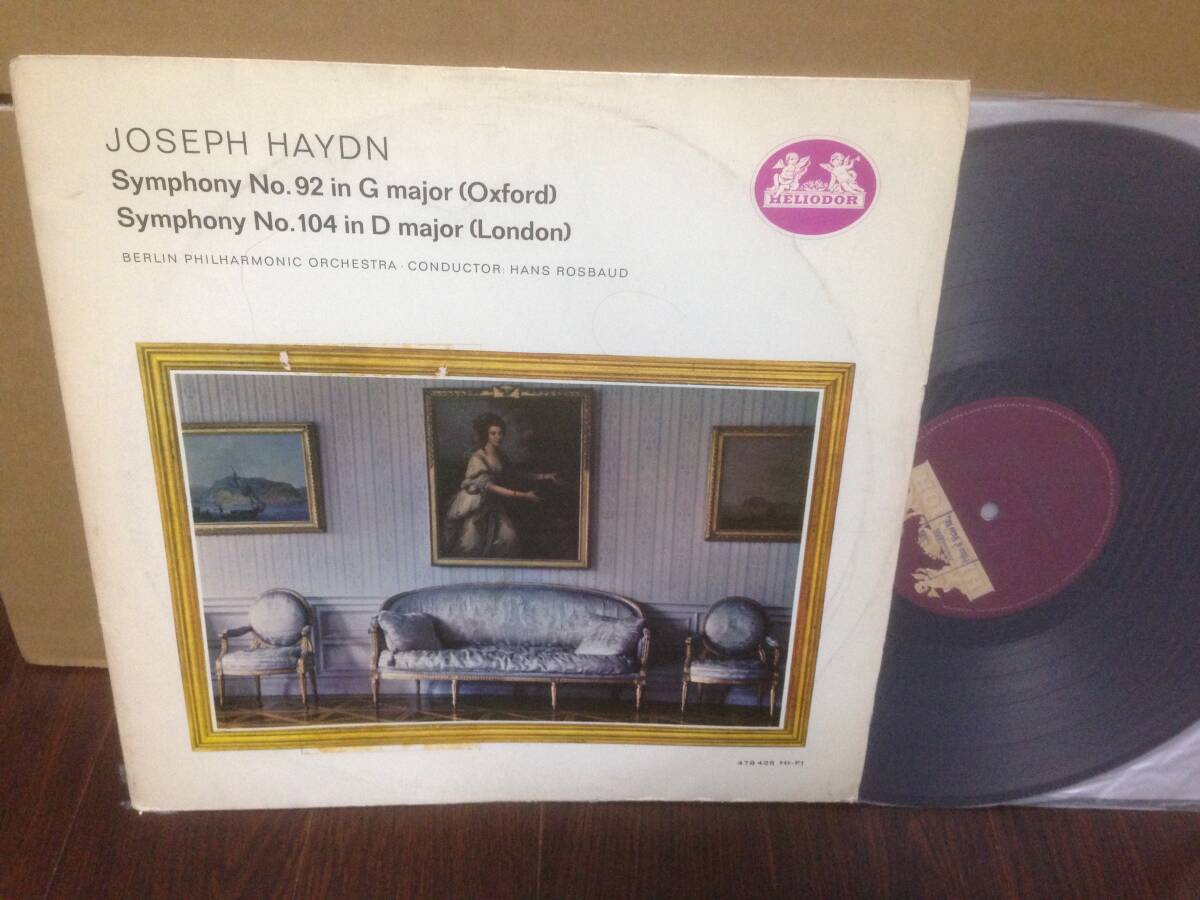 JOSEPH HAYDN
Symphony No. 92 in G major (Oxford)
Symphony No. 104 in D major (London)
BERLIN PHILHARMONIC ORCHESTRA · CONDUCTOR: HANS ROSBAUD
HELIODOR
478 428 HI-FI